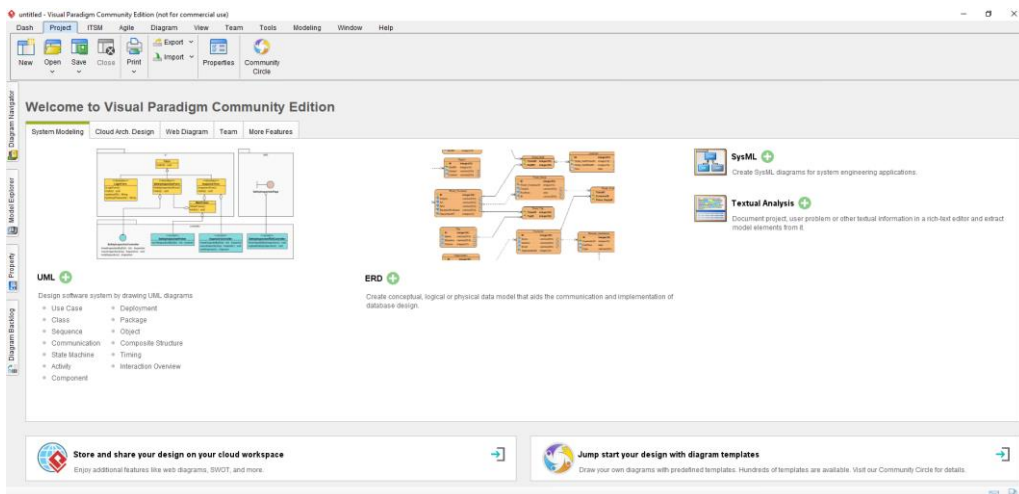 untitled - Visual Paradigm Community Edition (not for commercial use)
Dash Project ITSM Agile Diagram View Team Tools Modeling Window Help
New Open Save Close Print Export Import Properties Community Circle
Diagram Navigator
Model Explorer
Property
Diagram Backlog
Welcome to Visual Paradigm Community Edition
System Modeling Cloud Arch. Design Web Diagram Team More Features
UML
Design software system by drawing UML diagrams
Use Case
Class
Sequence
Communication
State Machine
Activity
Component
Deployment
Package
Object
Composite Structure
Timing
Interaction Overview
ERD
Create conceptual, logical or physical data model that aids the communication and implementation of
database design.
SysML
Create SysML diagrams for system engineering applications.
Textual Analysis
Document project, user problem or other textual information in a rich-text editor and extract
model elements from it.
Store and share your design on your cloud workspace
Enjoy additional features like web diagrams, SWOT, and more.
Jump start your design with diagram templates
Draw your own diagrams with predefined templates. Hundreds of templates are available. Visit our Community Circle for details.